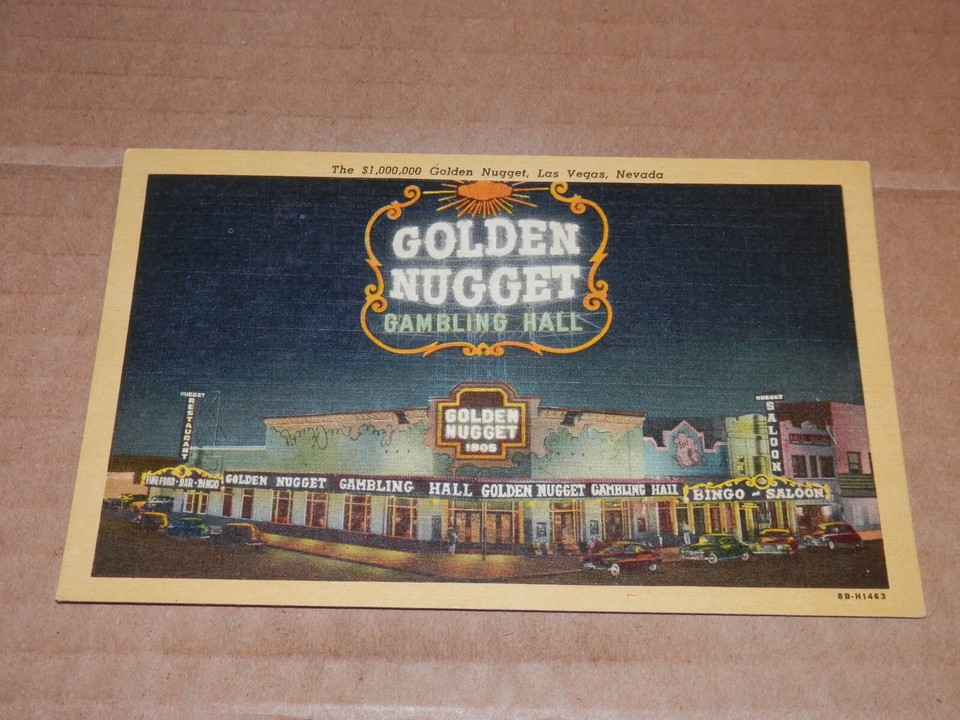 The $1,000,000 Golden Nugget, Las Vegas, Nevada
GOLDEN
NUGGET
GAMBLING HALL
NUGGET
RESTAURANT
GOLDEN
NUGGET
1905
NUGGET
SALOON
FINE FOOD · BAR · BINGO
GOLDEN NUGGET GAMBLING HALL GOLDEN NUGGET GAMBLING HALL
BINGO and SALOON
8B-H1463